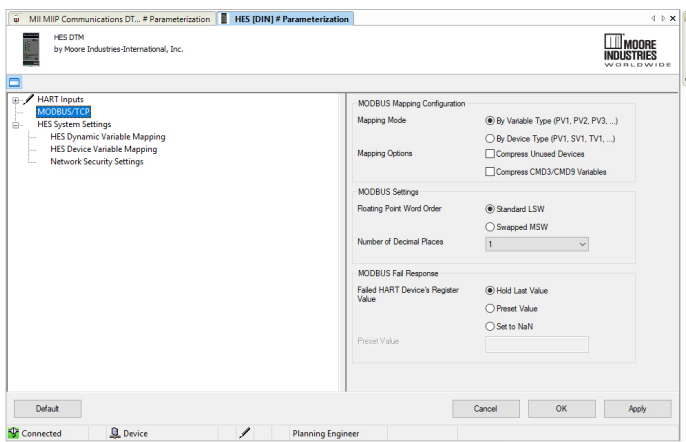 MII MIIP Communications DT... # Parameterization
HES [DIN] # Parameterization
HES DTM
by Moore Industries-International, Inc.
MOORE
INDUSTRIES
WORLDWIDE
HART Inputs
MODBUS/TCP
HES System Settings
HES Dynamic Variable Mapping
HES Device Variable Mapping
Network Security Settings
MODBUS Mapping Configuration
Mapping Mode
By Variable Type (PV1, PV2, PV3, ...)
By Device Type (PV1, SV1, TV1, ...)
Mapping Options
Compress Unused Devices
Compress CMD3/CMD9 Variables
MODBUS Settings
Floating Point Word Order
Standard LSW
Swapped MSW
Number of Decimal Places
1
MODBUS Fail Response
Failed HART Device's Register
Value
Hold Last Value
Preset Value
Set to NaN
Preset Value
Default
Cancel
OK
Apply
Connected
Device
Planning Engineer